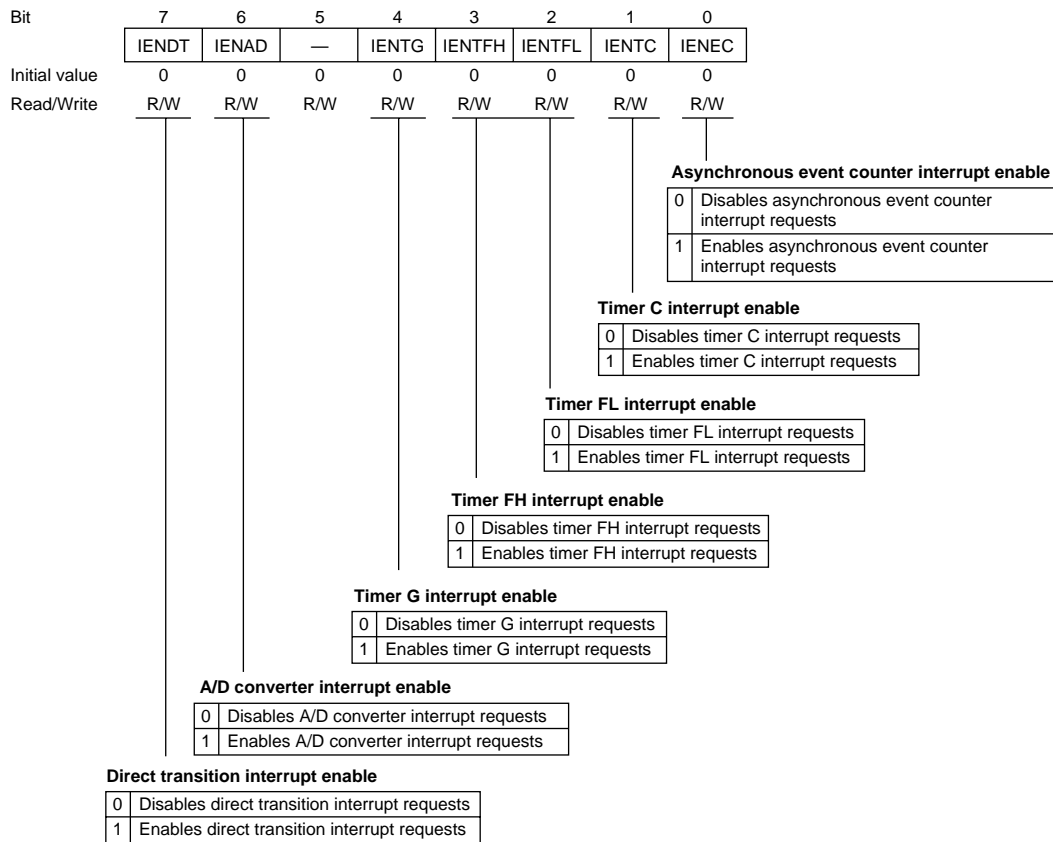 Bit 7 6 5 4 3 2 1 0
IENDT IENAD — IENTG IENTFH IENTFL IENTC IENEC
Initial value 0 0 0 0 0 0 0 0
Read/Write R/W R/W R/W R/W R/W R/W R/W R/W
Asynchronous event counter interrupt enable
0 Disables asynchronous event counter
interrupt requests
1 Enables asynchronous event counter
interrupt requests
Timer C interrupt enable
0 Disables timer C interrupt requests
1 Enables timer C interrupt requests
Timer FL interrupt enable
0 Disables timer FL interrupt requests
1 Enables timer FL interrupt requests
Timer FH interrupt enable
0 Disables timer FH interrupt requests
1 Enables timer FH interrupt requests
Timer G interrupt enable
0 Disables timer G interrupt requests
1 Enables timer G interrupt requests
A/D converter interrupt enable
0 Disables A/D converter interrupt requests
1 Enables A/D converter interrupt requests
Direct transition interrupt enable
0 Disables direct transition interrupt requests
1 Enables direct transition interrupt requests